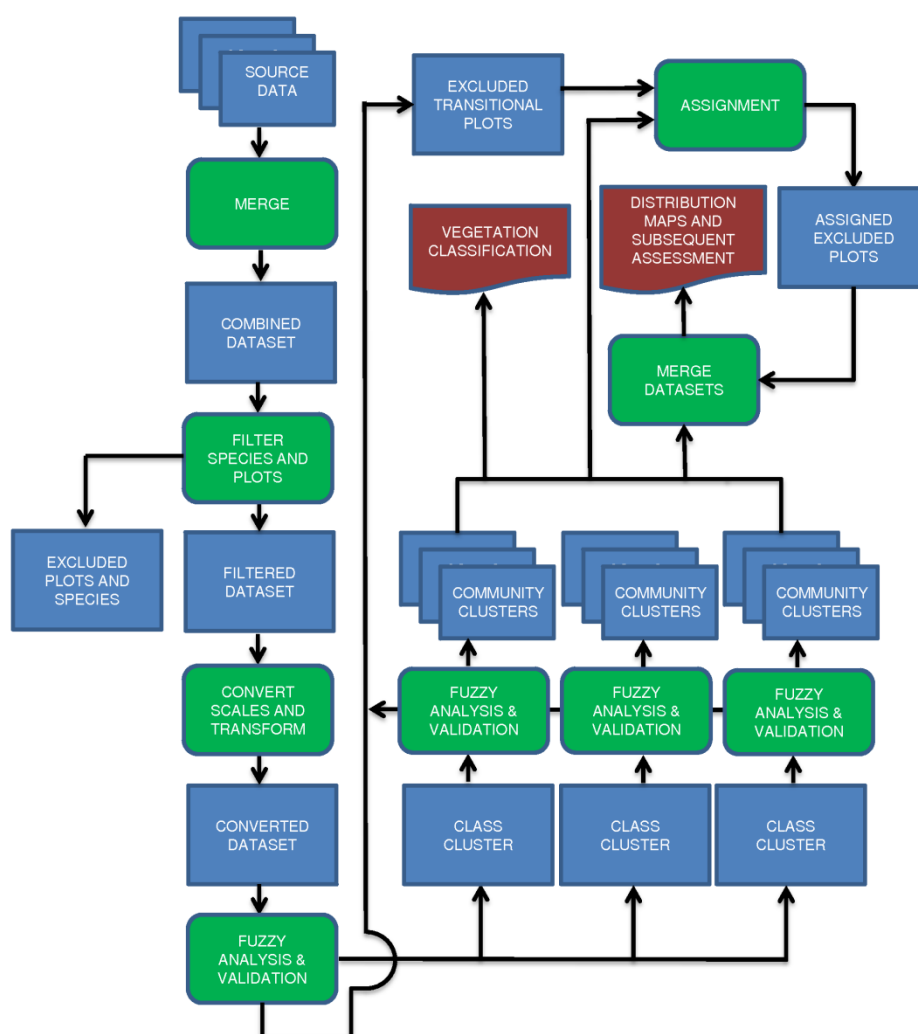 SOURCE
DATA
MERGE
COMBINED
DATASET
FILTER
SPECIES AND
PLOTS
EXCLUDED
PLOTS AND
SPECIES
FILTERED
DATASET
CONVERT
SCALES AND
TRANSFORM
CONVERTED
DATASET
FUZZY
ANALYSIS &
VALIDATION
EXCLUDED
TRANSITIONAL
PLOTS
ASSIGNMENT
VEGETATION
CLASSIFICATION
DISTRIBUTION
MAPS AND
SUBSEQUENT
ASSESSMENT
ASSIGNED
EXCLUDED
PLOTS
MERGE
DATASETS
COMMUNITY
CLUSTERS
COMMUNITY
CLUSTERS
COMMUNITY
CLUSTERS
FUZZY
ANALYSIS &
VALIDATION
FUZZY
ANALYSIS &
VALIDATION
FUZZY
ANALYSIS &
VALIDATION
CLASS
CLUSTER
CLASS
CLUSTER
CLASS
CLUSTER